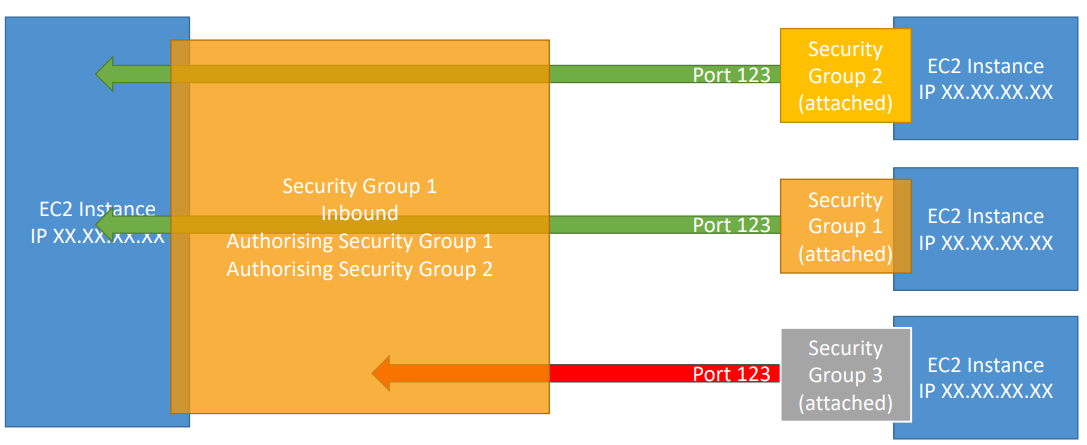 EC2 Instance
IP XX.XX.XX.XX
Security Group 1
Inbound
Authorising Security Group 1
Authorising Security Group 2
Port 123
Security
Group 2
(attached)
EC2 Instance
IP XX.XX.XX.XX
Port 123
Security
Group 1
(attached)
EC2 Instance
IP XX.XX.XX.XX
Port 123
Security
Group 3
(attached)
EC2 Instance
IP XX.XX.XX.XX